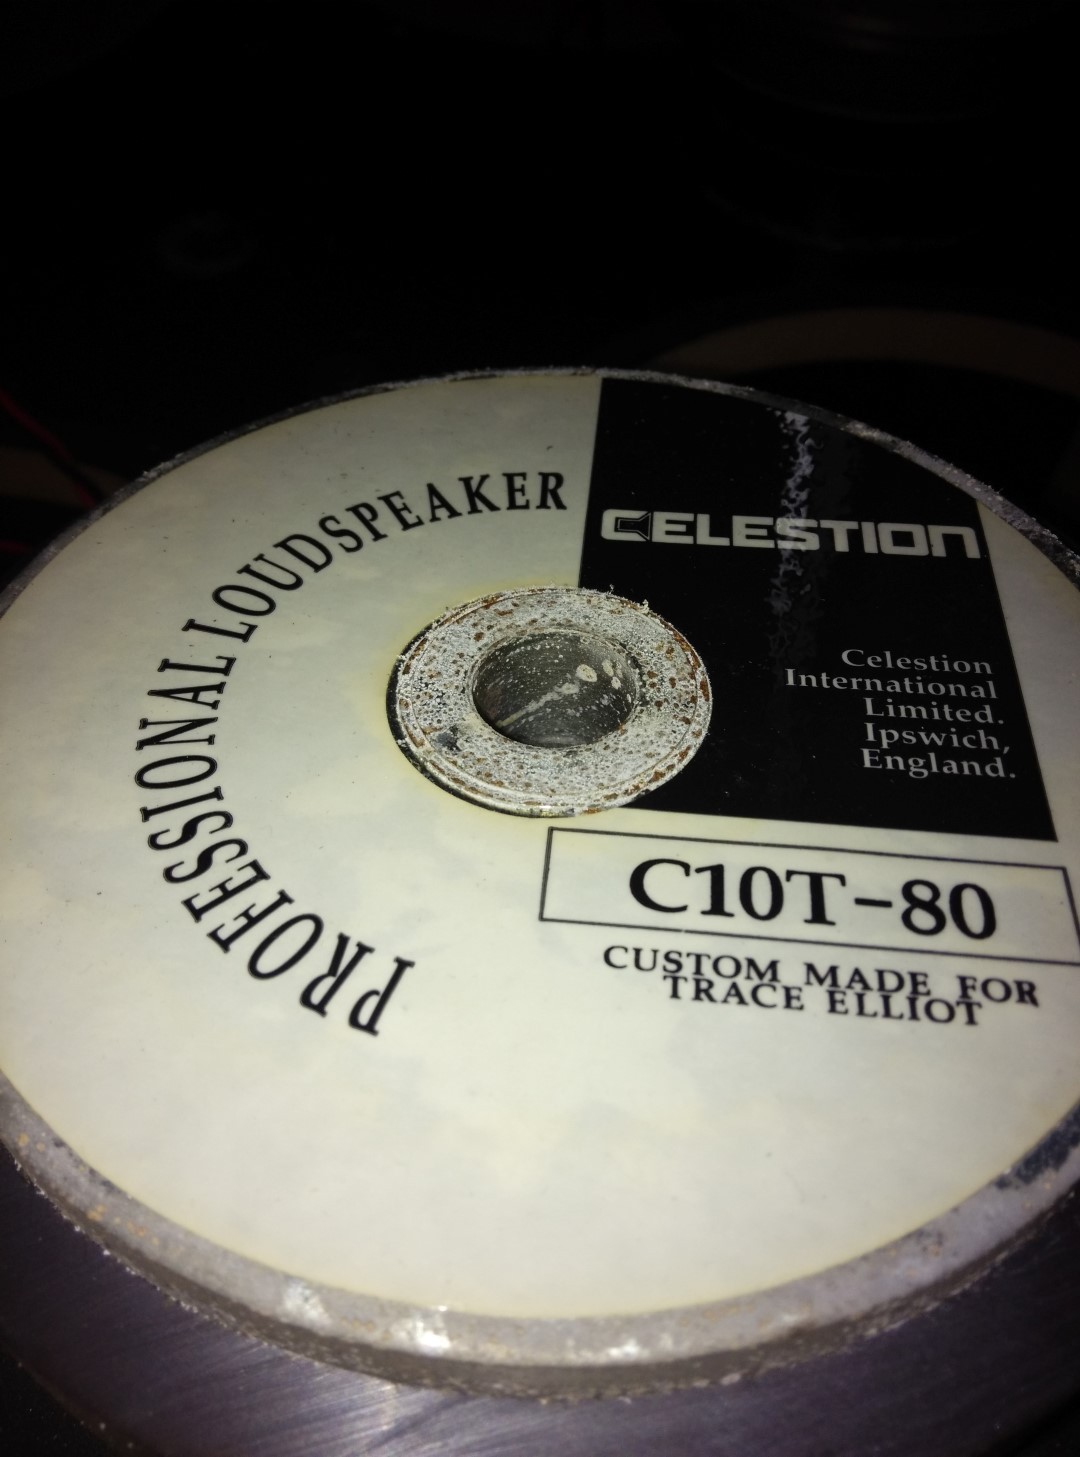 PROFESSIONAL LOUDSPEAKER
CELESTION
Celestion
International
Limited.
Ipswich,
England.
C10T-80
CUSTOM MADE FOR
TRACE ELLIOT